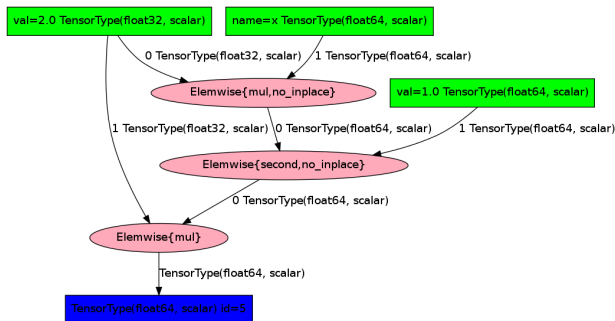 val=2.0 TensorType(float32, scalar)
name=x TensorType(float64, scalar)
0 TensorType(float32, scalar)
1 TensorType(float64, scalar)
Elemwise{mul,no_inplace}
val=1.0 TensorType(float64, scalar)
1 TensorType(float32, scalar)
0 TensorType(float64, scalar)
1 TensorType(float64, scalar)
Elemwise{second,no_inplace}
0 TensorType(float64, scalar)
Elemwise{mul}
TensorType(float64, scalar)
TensorType(float64, scalar) id=5